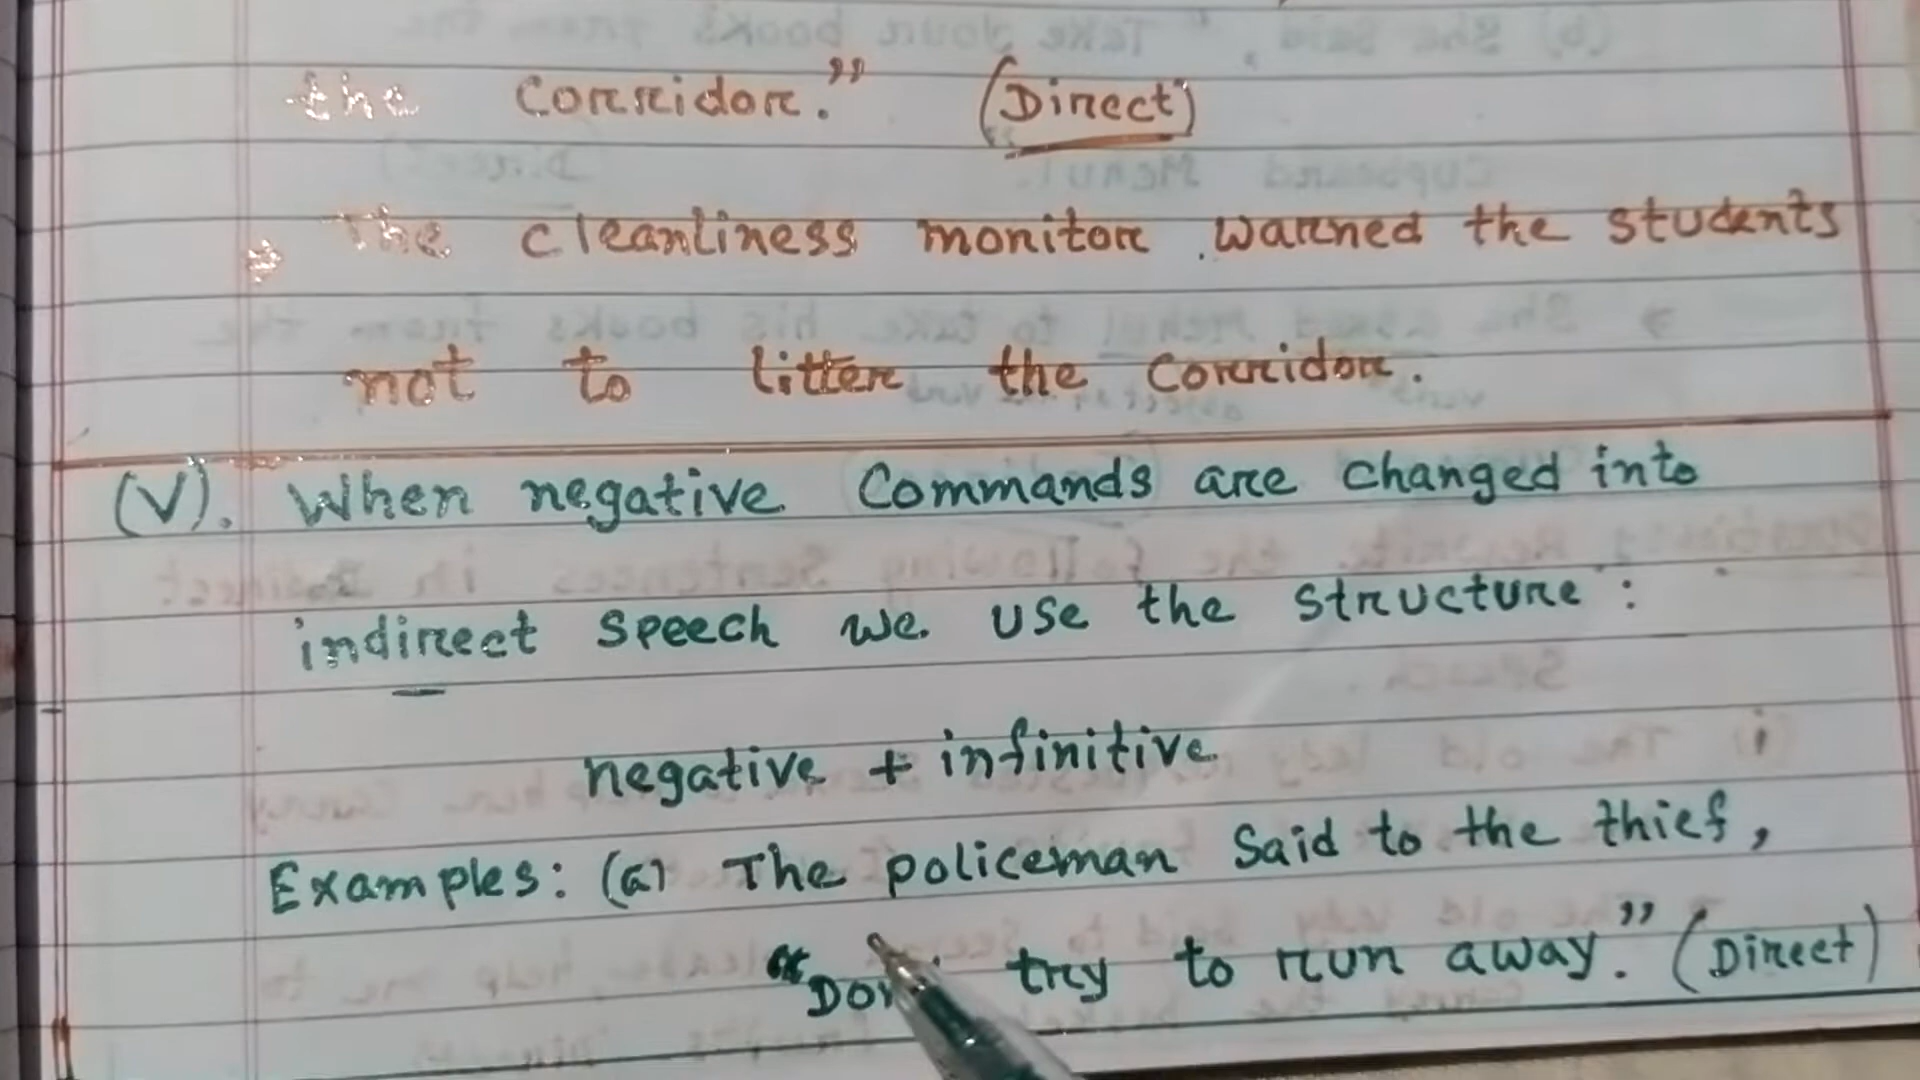 the Corridor." (Direct)
→ The cleanliness monitor warned the students
not to litter the Corridor.
(V). When negative Commands are changed into
indirect Speech we use the structure:
negative + infinitive
Examples: (a) The policeman Said to the thief,
try to run away." (Direct)